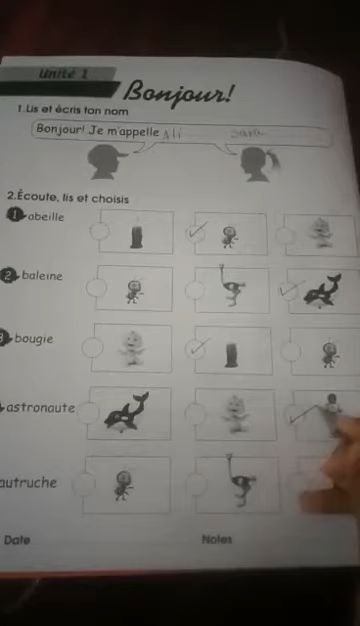 Unité 1
Bonjour!
1.Lis et écris ton nom
Bonjour! Je m'appelle Ali Sara
2.Écoute, lis et choisis
1 abeille
2 baleine
3 bougie
astronaute
autruche
Date Notes